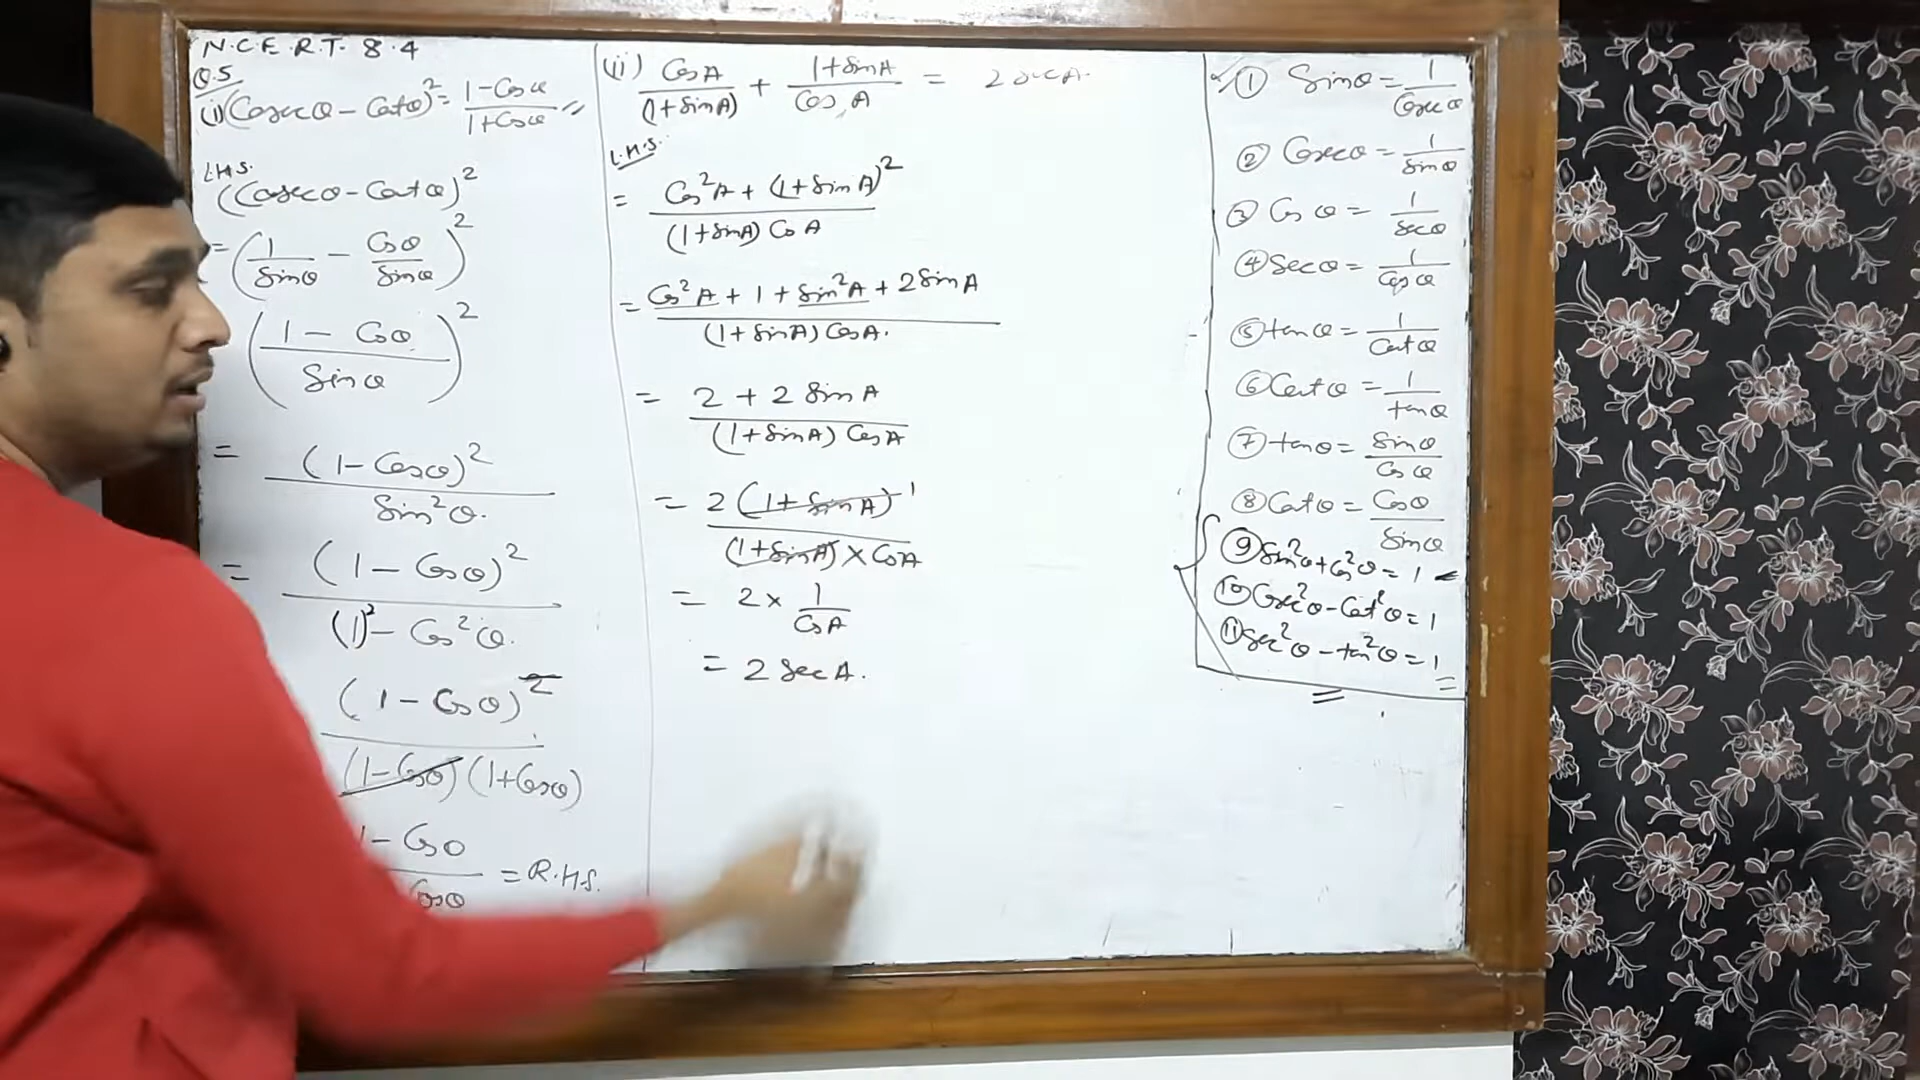 N.C.E.R.T. 8.4
Q.5
(i) (Cosecθ - Cotθ)² = 1-Cosθ / 1+Cosθ
L.H.S.
(Cosecθ - Cotθ)²
= (1/Sinθ - Cosθ/Sinθ)²
(1 - Cosθ / Sinθ)²
= (1-Cosθ)² / Sin²θ.
= (1-Cosθ)² / (1)² - Cos²θ.
(1-Cosθ)² / (1-Cosθ)(1+Cosθ)
1-Cosθ / Cosθ = R.H.S.
(ii) CosA / (1+SinA) + 1+SinA / CosA = 2secA.
L.H.S.
= Cos²A + (1+SinA)² / (1+SinA) CosA
= Cos²A + 1 + Sin²A + 2SinA / (1+SinA) CosA.
= 2 + 2 SinA / (1+SinA) CosA
= 2 (1+SinA) 1 / (1+SinA) × CosA
= 2 × 1/CosA
= 2 SecA.
① Sinθ = 1/Cosecθ
② Cosecθ = 1/Sinθ
③ Cosθ = 1/Secθ
④ Secθ = 1/Cosθ
⑤ tanθ = 1/Cotθ
⑥ Cotθ = 1/tanθ
⑦ tanθ = Sinθ/Cosθ
⑧ Cotθ = Cosθ/Sinθ
⑨ Sin²θ + Cos²θ = 1
⑩ Cosec²θ - Cot²θ = 1
⑪ Sec²θ - tan²θ = 1